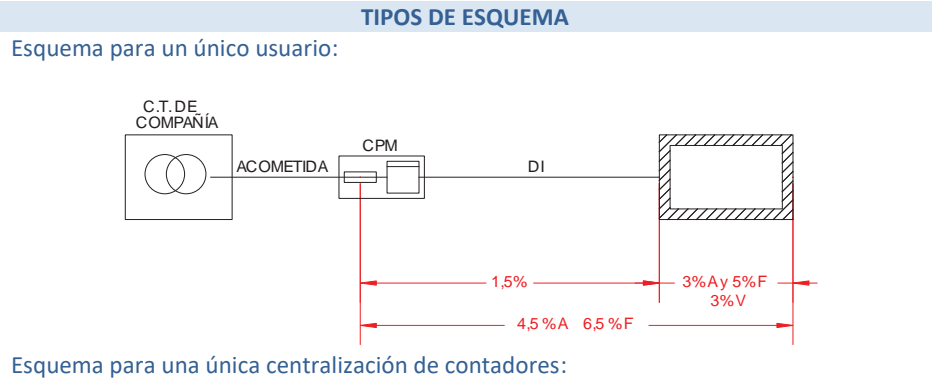 TIPOS DE ESQUEMA
Esquema para un único usuario:
C.T. DE
COMPAÑÍA
ACOMETIDA
CPM
DI
1,5%
3%A y 5%F
3%V
4,5%A 6,5%F
Esquema para una única centralización de contadores: